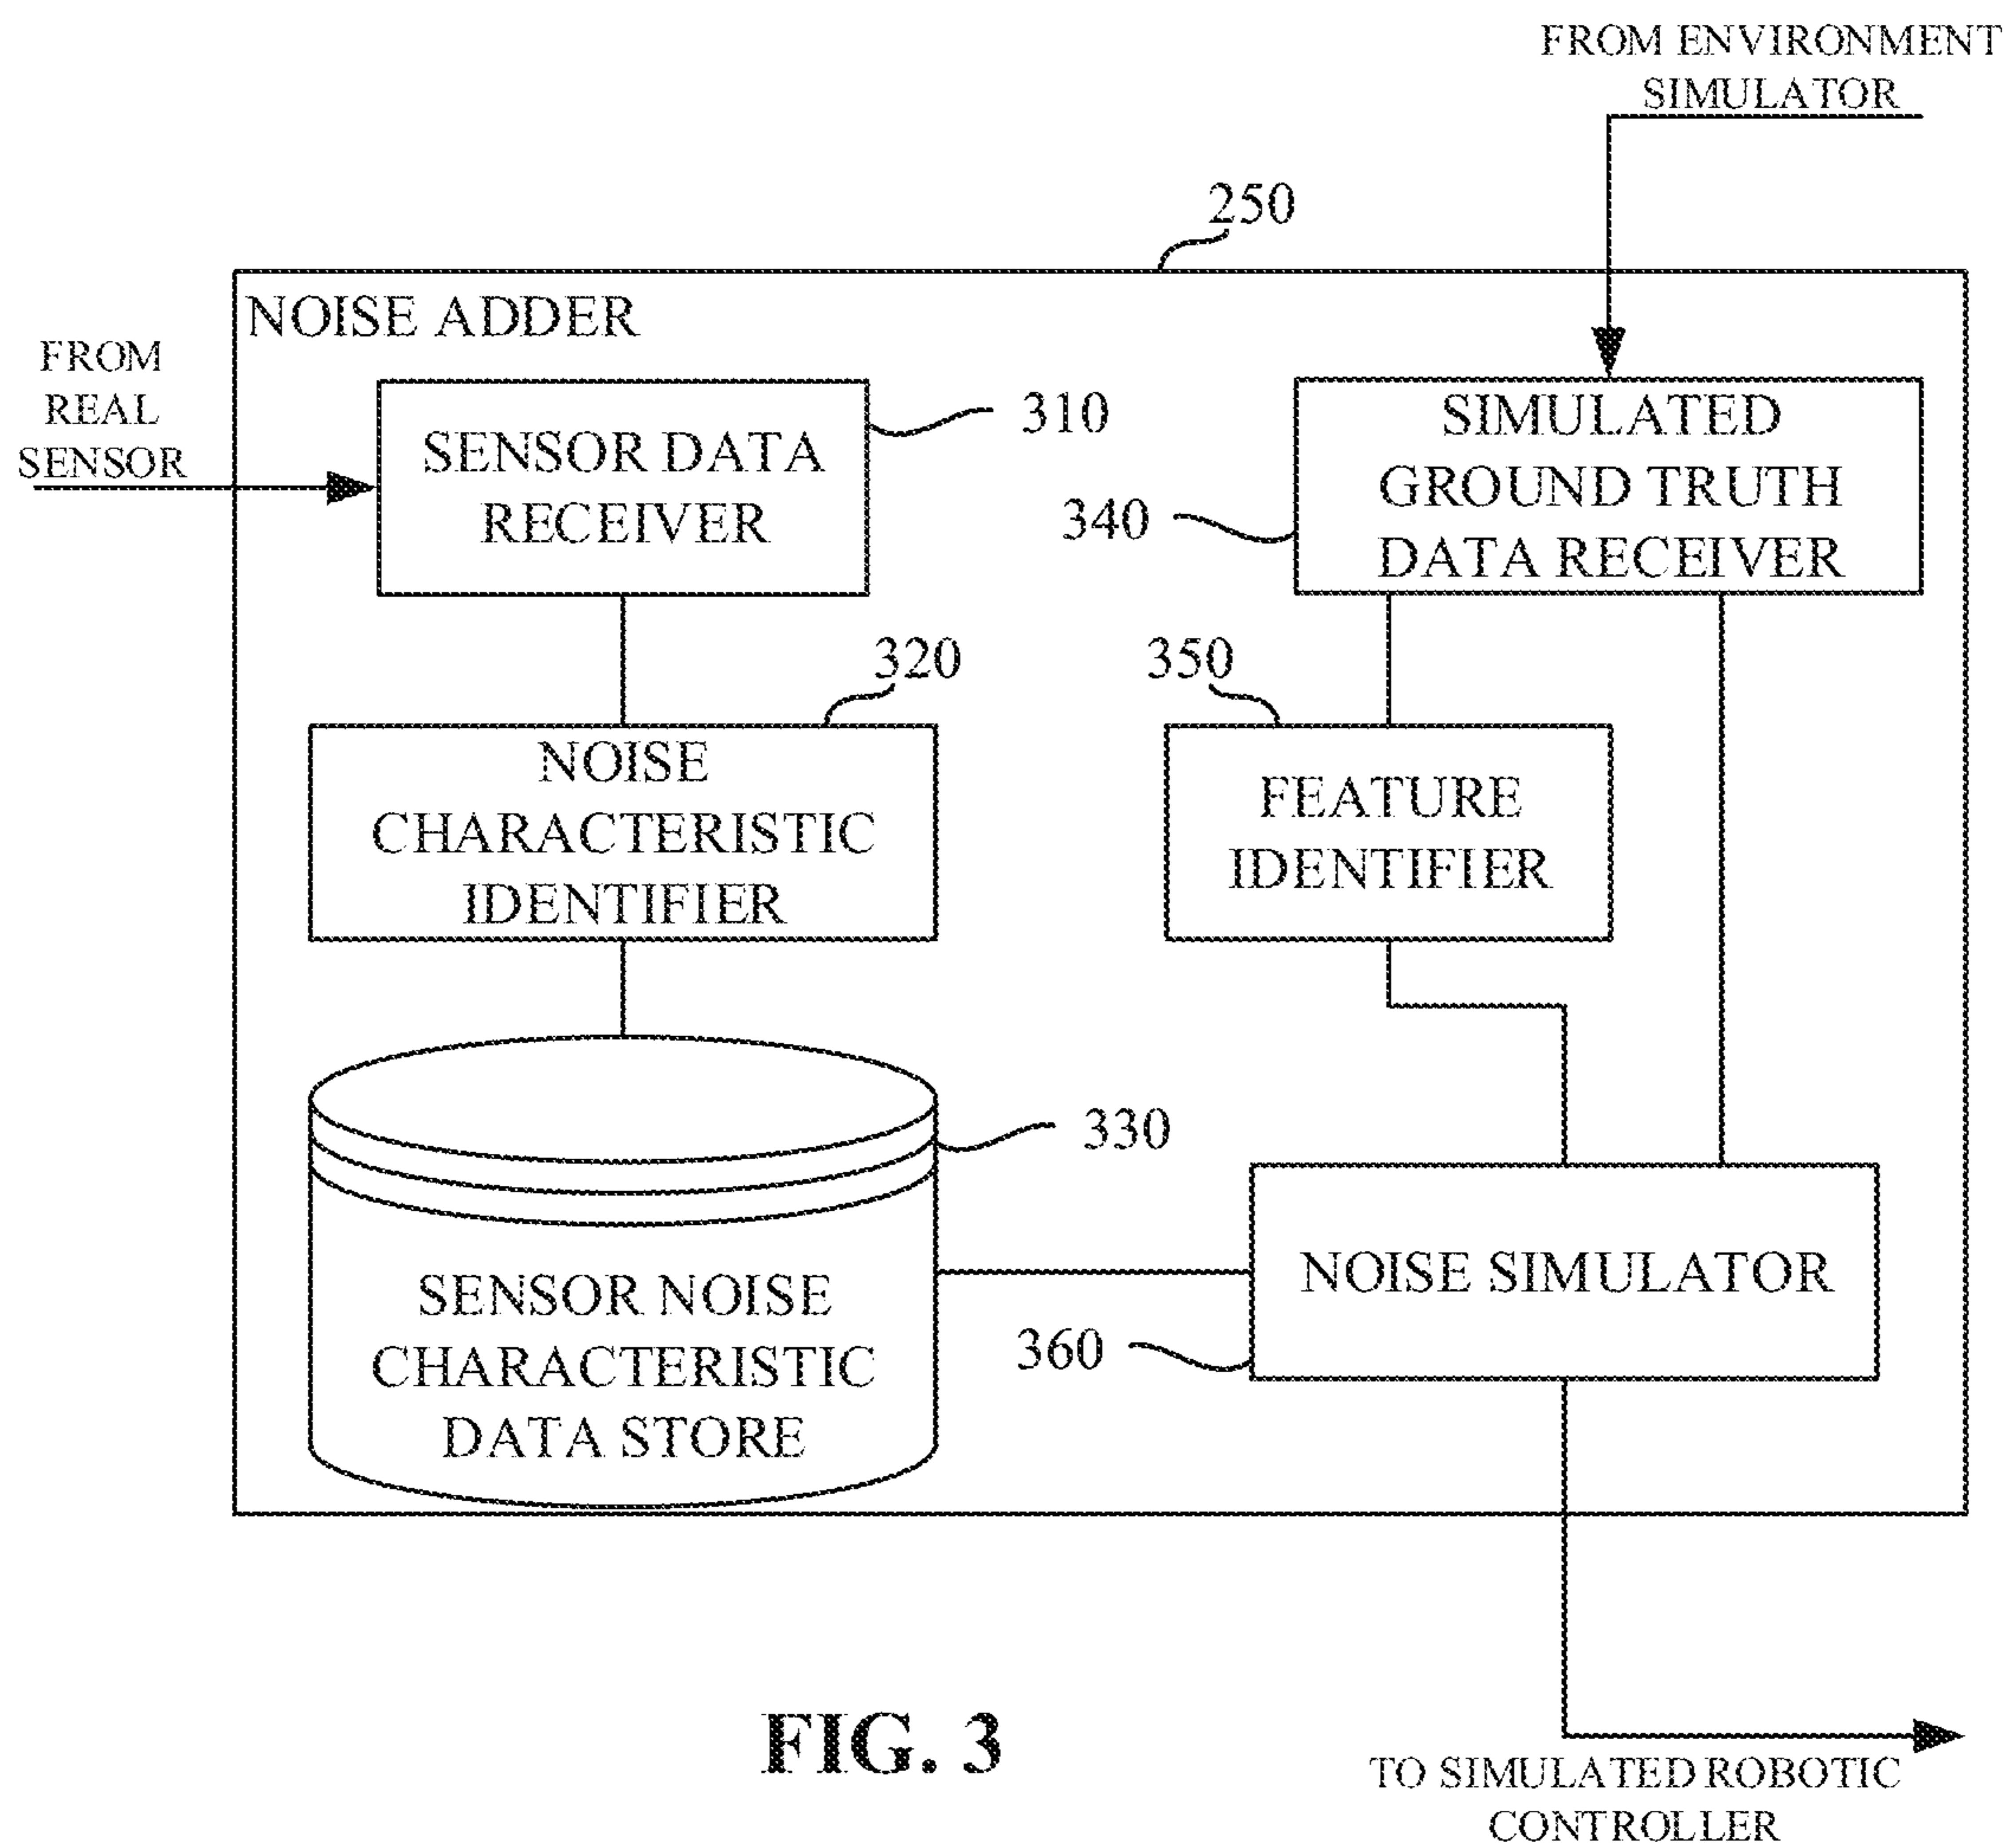 FROM ENVIRONMENT
SIMULATOR
250
NOISE ADDER
FROM
REAL
SENSOR
SENSOR DATA
RECEIVER
310
SIMULATED
GROUND TRUTH
DATA RECEIVER
340
320
350
NOISE
CHARACTERISTIC
IDENTIFIER
FEATURE
IDENTIFIER
330
SENSOR NOISE
CHARACTERISTIC
DATA STORE
NOISE SIMULATOR
360
FIG. 3
TO SIMULATED ROBOTIC
CONTROLLER